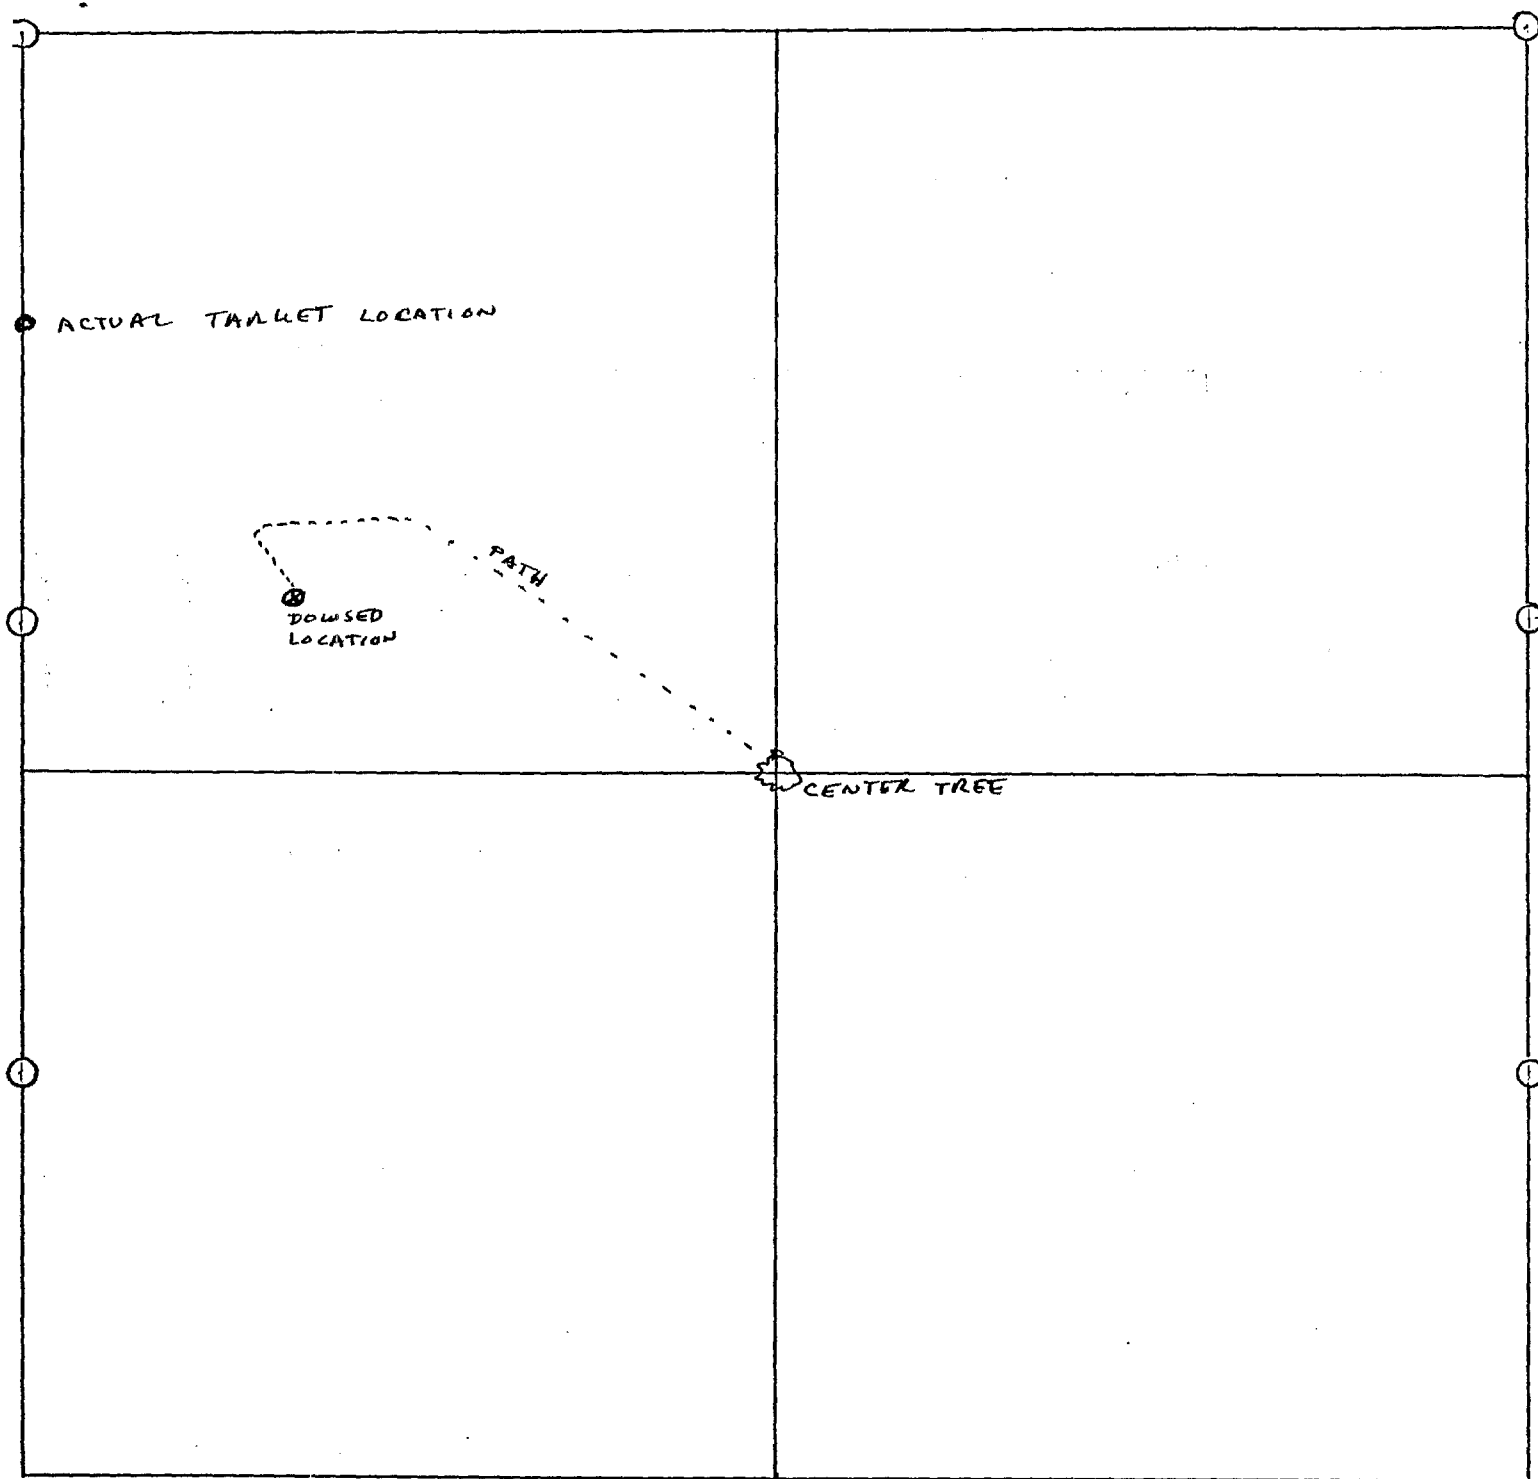 ACTUAL TARGET LOCATION
PATH
DOWSED
LOCATION
CENTER TREE